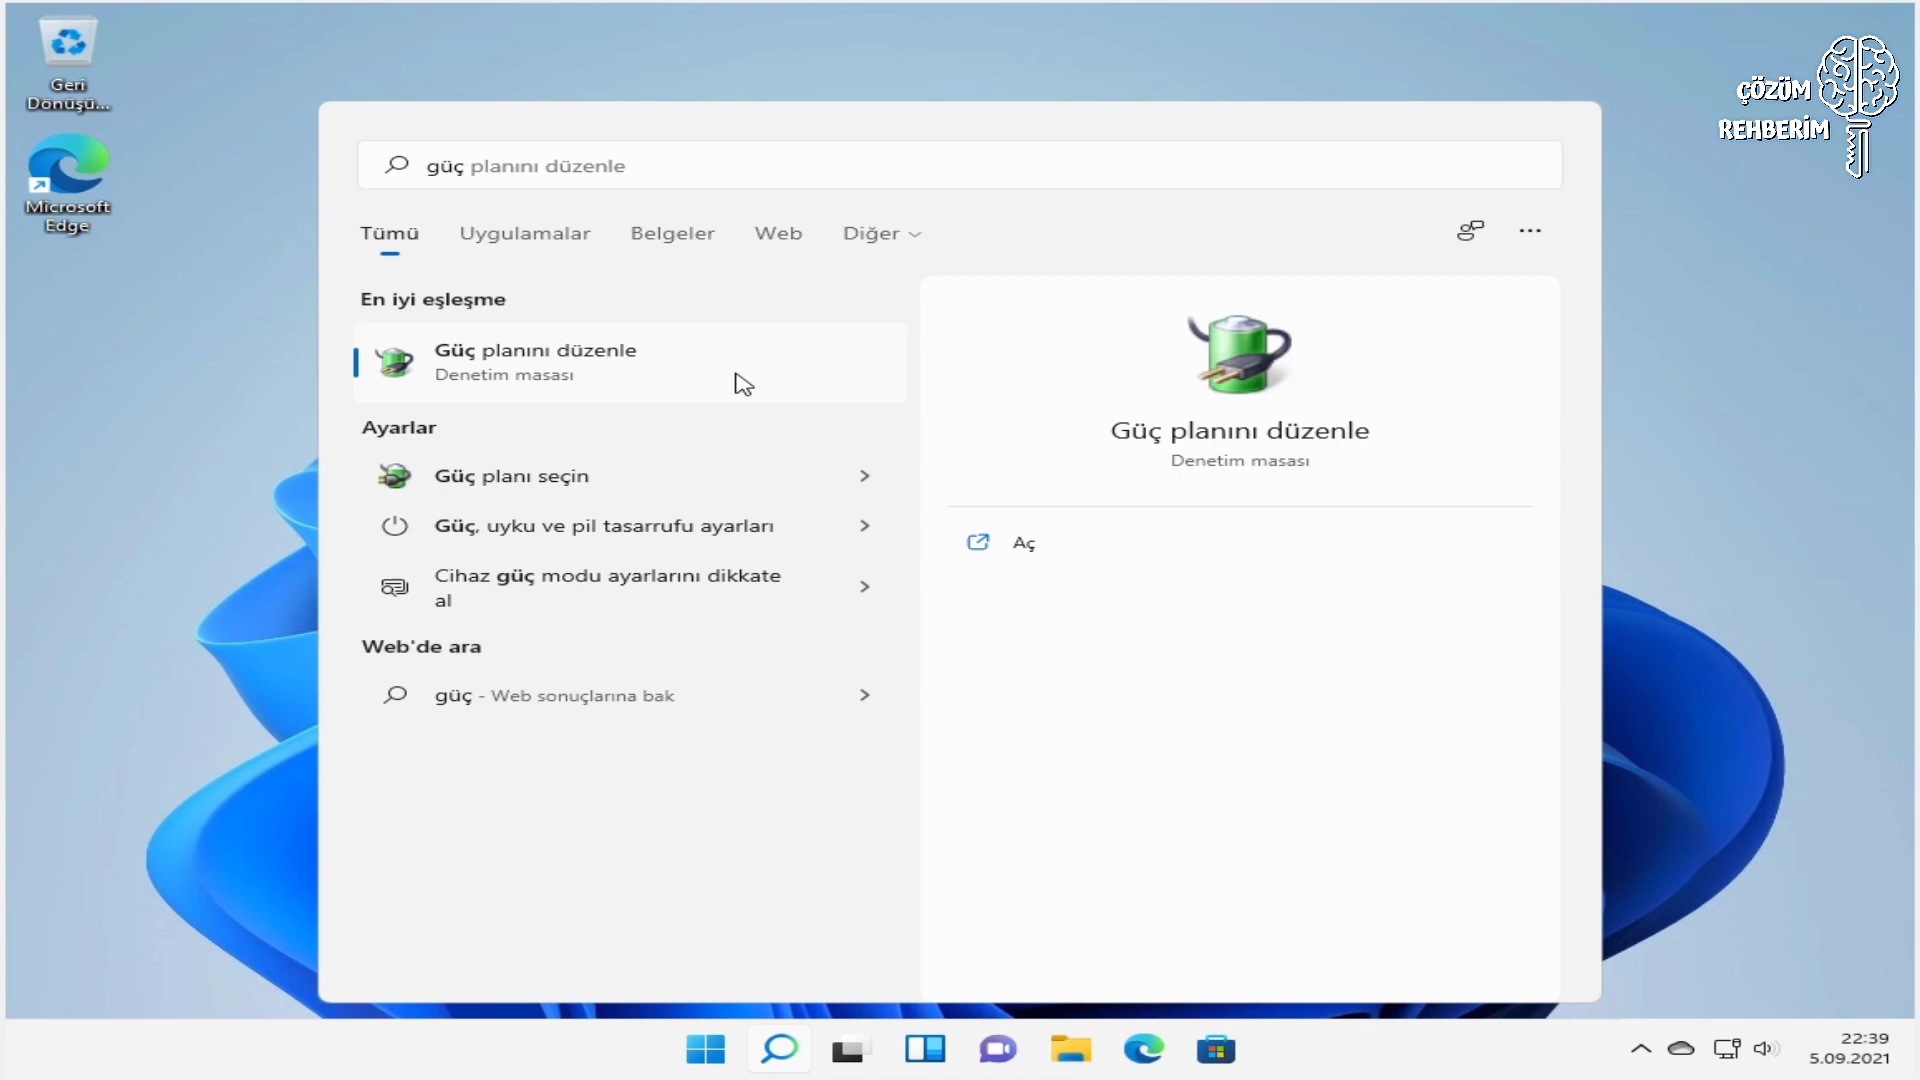 Geri
Dönüşü...
Microsoft
Edge
ÇÖZÜM
REHBERİM
güç planını düzenle
Tümü
Uygulamalar
Belgeler
Web
Diğer
En iyi eşleşme
Güç planını düzenle
Denetim masası
Ayarlar
Güç planı seçin
Güç, uyku ve pil tasarrufu ayarları
Cihaz güç modu ayarlarını dikkate
al
Web'de ara
güç - Web sonuçlarına bak
Güç planını düzenle
Denetim masası
Aç
22:39
5.09.2021